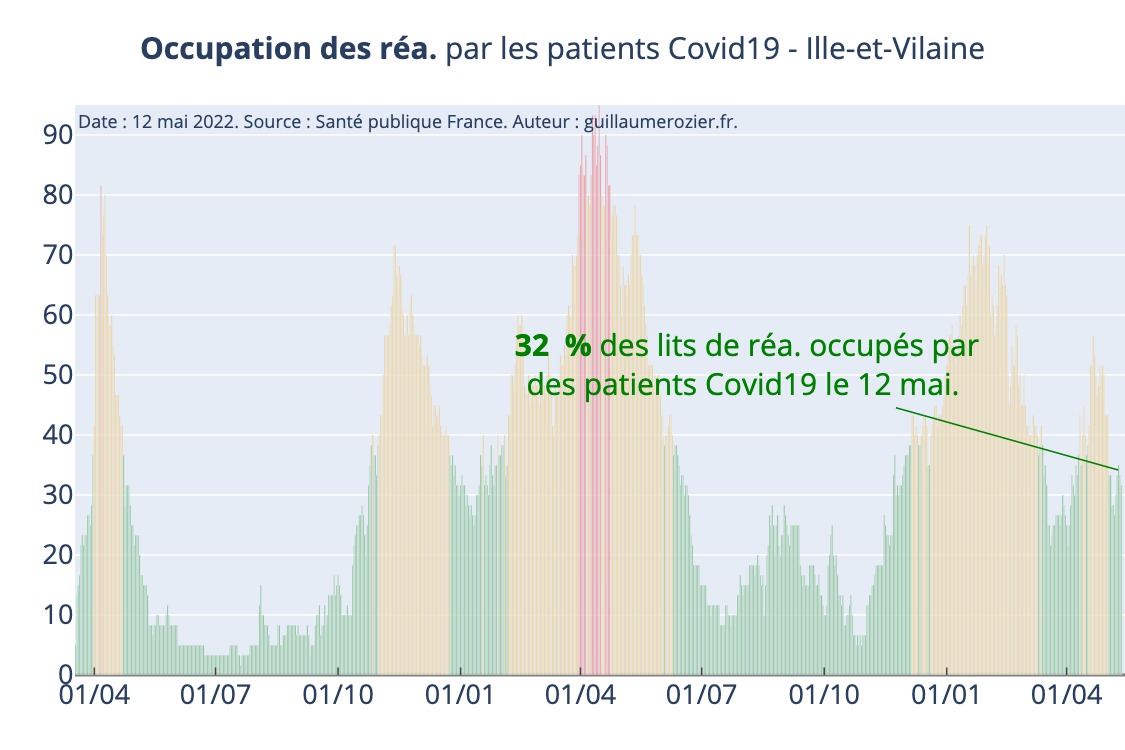 Occupation des réa. par les patients Covid19 - Ille-et-Vilaine
Date : 12 mai 2022. Source : Santé publique France. Auteur : guillaumerozier.fr.
90
80
70
60
50
40
30
20
10
0
32 % des lits de réa. occupés par
des patients Covid19 le 12 mai.
01/04 01/07 01/10 01/01 01/04 01/07 01/10 01/01 01/04